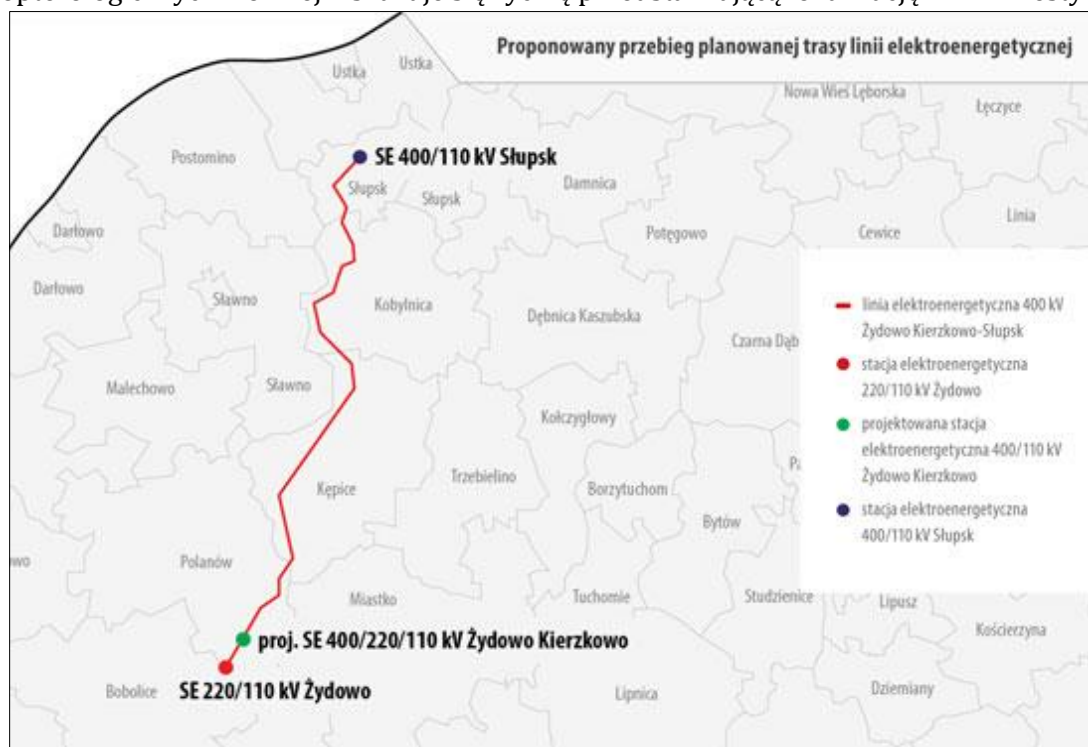 Proponowany przebieg planowanej trasy linii elektroenergetycznej
Ustka
Ustka
Nowa Wieś Lęborska
Łęczyce
Postomino
SE 400/110 kV Słupsk
Słupsk
Słupsk
Damnica
Linia
Darłowo
Potęgowo
Cewice
Darłowo
Sławno
Kobylnica
Dębnica Kaszubska
Czarna Dąb
linia elektroenergetyczna 400 kV
Żydowo Kierzkowo-Słupsk
stacja elektroenergetyczna
220/110 kV Żydowo
projektowana stacja
elektroenergetyczna 400/110 kV
Żydowo Kierzkowo
stacja elektroenergetyczna
400/110 kV Słupsk
Malechowo
Sławno
Kołczygłowy
Kępice
Trzebielino
Borzytuchom
Bytów
Polanów
Miastko
Tuchomie
Studzienice
Lipusz
Kościerzyna
proj. SE 400/220/110 kV Żydowo Kierzkowo
SE 220/110 kV Żydowo
Bobolice
Lipnica
Dziemiany